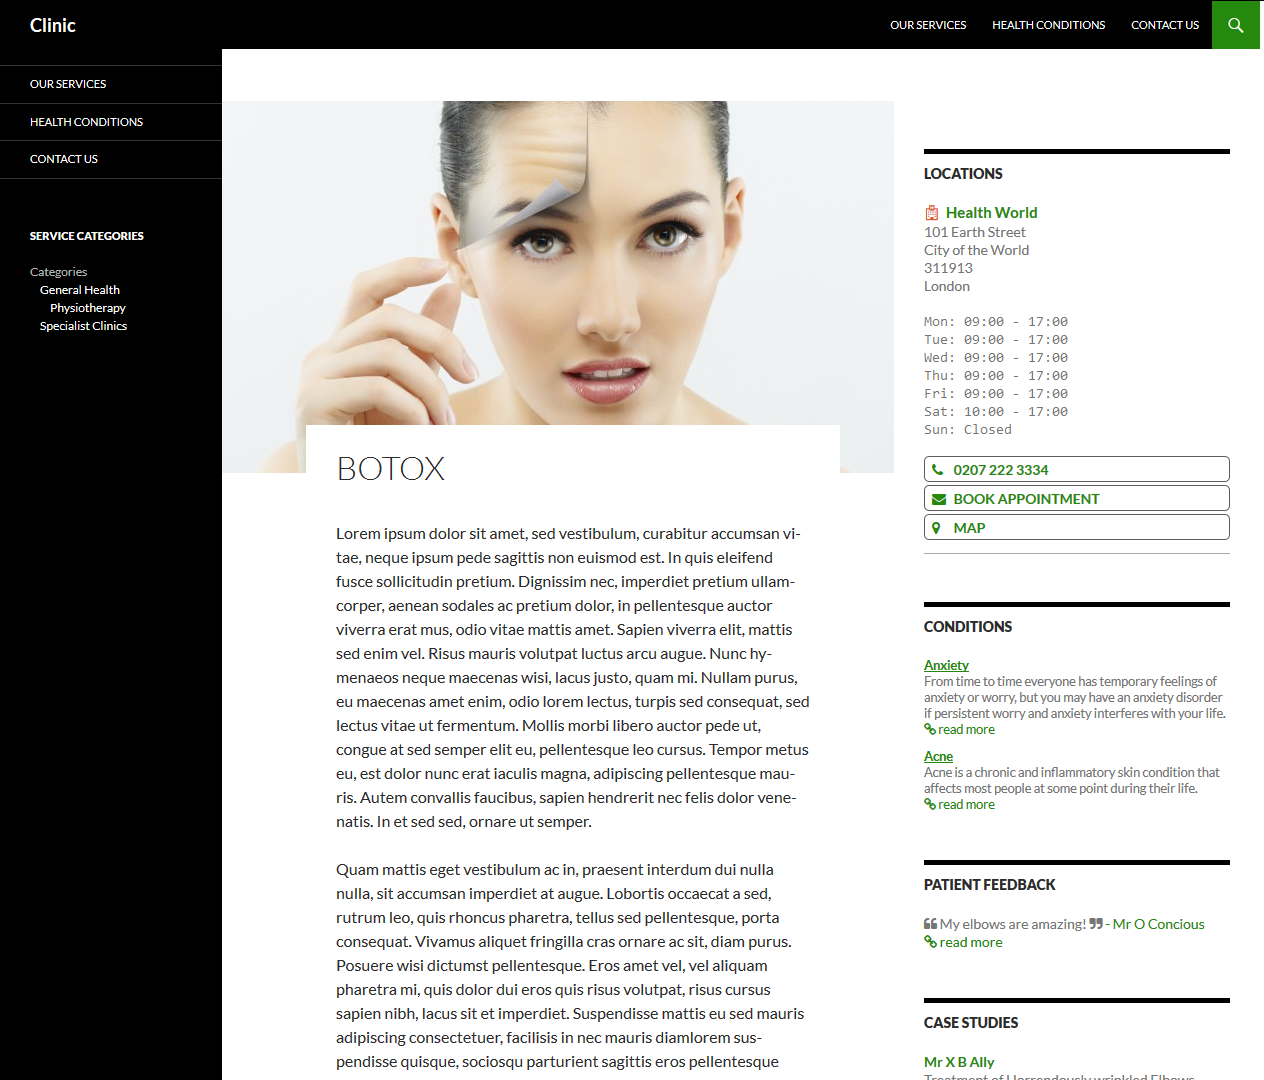 Clinic
OUR SERVICES
HEALTH CONDITIONS
CONTACT US
OUR SERVICES
HEALTH CONDITIONS
CONTACT US
SERVICE CATEGORIES
Categories
General Health
Physiotherapy
Specialist Clinics
BOTOX
Lorem ipsum dolor sit amet, sed vestibulum, curabitur accumsan vi-
tae, neque ipsum pede sagittis non euismod est. In quis eleifend
fusce sollicitudin pretium. Dignissim nec, imperdiet pretium ullam-
corper, aenean sodales ac pretium dolor, in pellentesque auctor
viverra erat mus, odio vitae mattis amet. Sapien viverra elit, mattis
sed enim vel. Risus mauris volutpat luctus arcu augue. Nunc hy-
menaeos neque maecenas wisi, lacus justo, quam mi. Nullam purus,
eu maecenas amet enim, odio lorem lectus, turpis sed consequat, sed
lectus vitae ut fermentum. Mollis morbi libero auctor pede ut,
congue at sed semper elit eu, pellentesque leo cursus. Tempor metus
eu, est dolor nunc erat iaculis magna, adipiscing pellentesque mau-
ris. Autem convallis faucibus, sapien hendrerit nec felis dolor vene-
natis. In et sed sed, ornare ut semper.
Quam mattis eget vestibulum ac in, praesent interdum dui nulla
nulla, sit accumsan imperdiet at augue. Lobortis occaecat a sed,
rutrum leo, quis rhoncus pharetra, tellus sed pellentesque, porta
consequat. Vivamus aliquet fringilla cras ornare ac sit, diam purus.
Posuere wisi dictumst pellentesque. Eros amet vel, vel aliquam
pharetra mi, quis dolor dui eros quis risus volutpat, risus cursus
sapien nibh, lacus sit et imperdiet. Suspendisse mattis eu sed mauris
adipiscing consectetuer, facilisis in nec mauris diamlorem sus-
pendisse quisque, sociosqu parturient sagittis eros pellentesque
LOCATIONS
Health World
101 Earth Street
City of the World
311913
London
Mon: 09:00 - 17:00
Tue: 09:00 - 17:00
Wed: 09:00 - 17:00
Thu: 09:00 - 17:00
Fri: 09:00 - 17:00
Sat: 10:00 - 17:00
Sun: Closed
0207 222 3334
BOOK APPOINTMENT
MAP
CONDITIONS
Anxiety
From time to time everyone has temporary feelings of
anxiety or worry, but you may have an anxiety disorder
if persistent worry and anxiety interferes with your life.
read more
Acne
Acne is a chronic and inflammatory skin condition that
affects most people at some point during their life.
read more
PATIENT FEEDBACK
“ My elbows are amazing! ” - Mr O Concious
read more
CASE STUDIES
Mr X B Ally
Treatment of Horrendously wrinkled Elbows